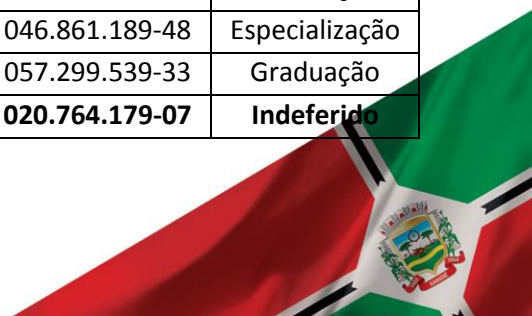 046.861.189-48 Especialização
057.299.539-33 Graduação
020.764.179-07 Indeferido